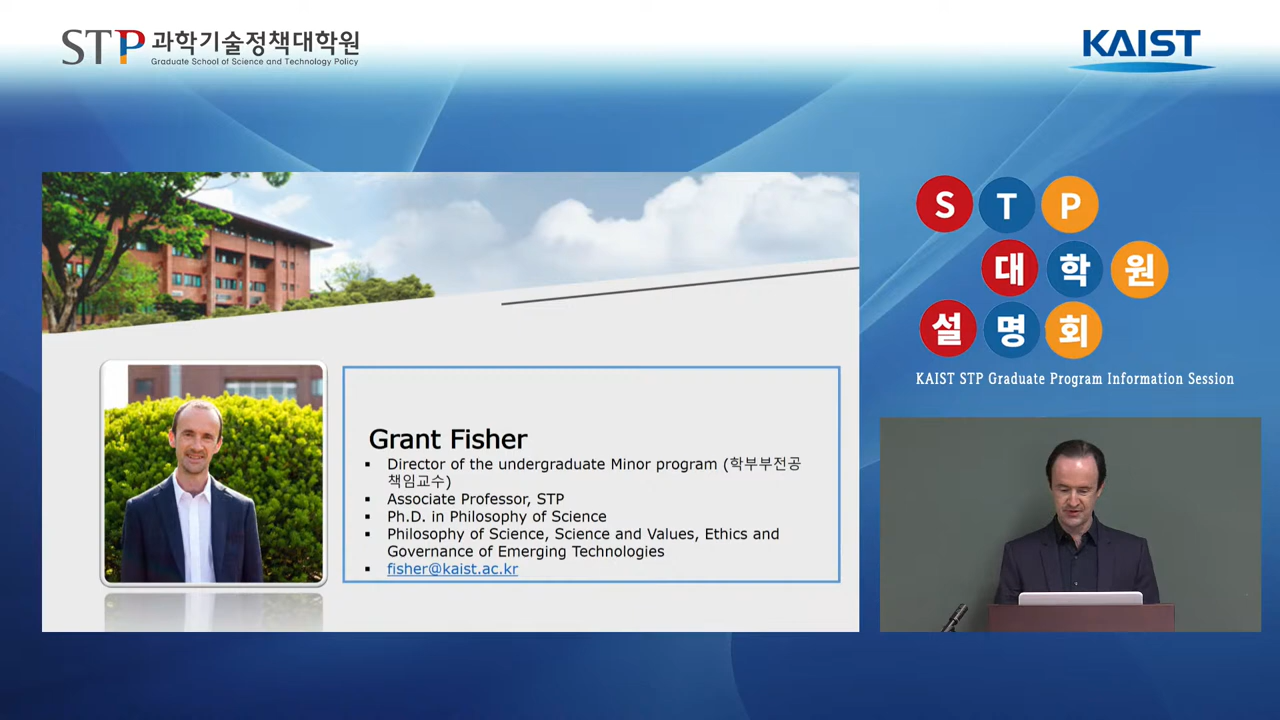 STP 과학기술정책대학원
Graduate School of Science and Technology Policy
KAIST
Grant Fisher
▪ Director of the undergraduate Minor program (학부부전공
책임교수)
▪ Associate Professor, STP
▪ Ph.D. in Philosophy of Science
▪ Philosophy of Science, Science and Values, Ethics and
Governance of Emerging Technologies
▪ fisher@kaist.ac.kr
S T P
대 학 원
설 명 회
KAIST STP Graduate Program Information Session